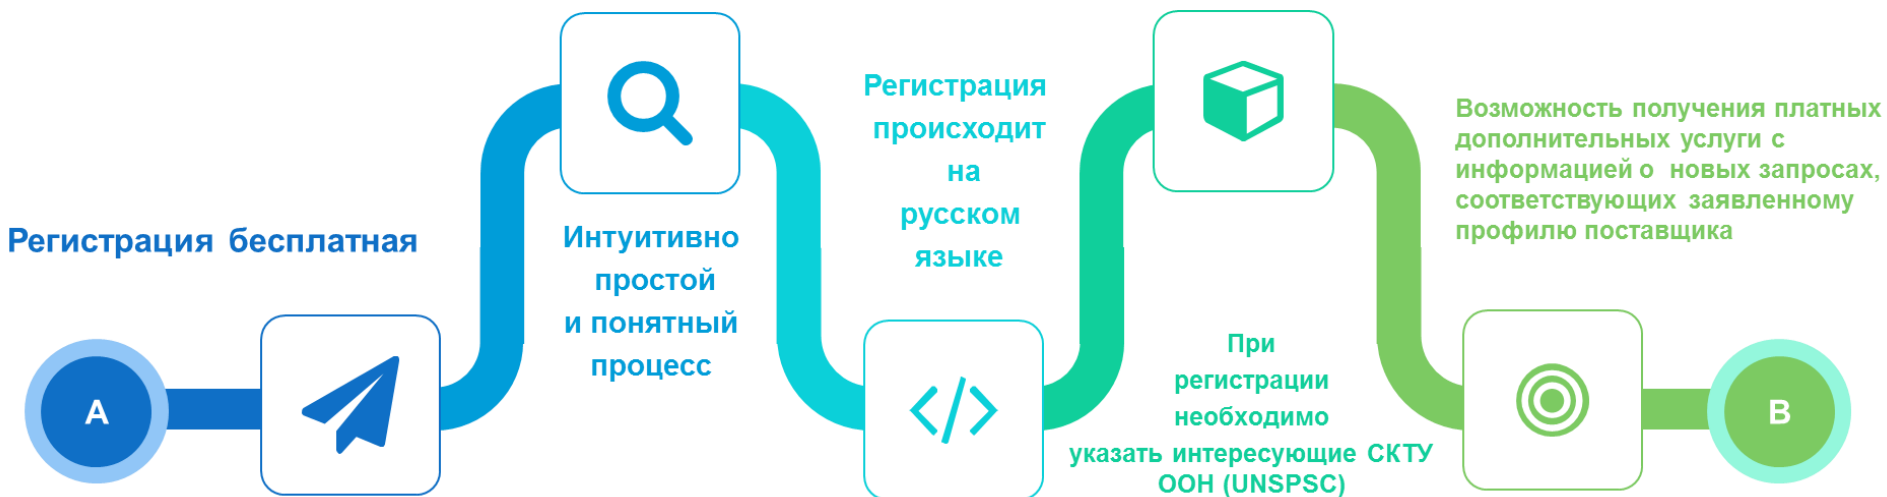 Регистрация бесплатная
A
Интуитивно
простой
и понятный
процесс
Регистрация
происходит
на
русском
языке
При
регистрации
необходимо
указать интересующие СКТУ
ООН (UNSPSC)
Возможность получения платных
дополнительных услуги с
информацией о новых запросах,
соответствующих заявленному
профилю поставщика
B